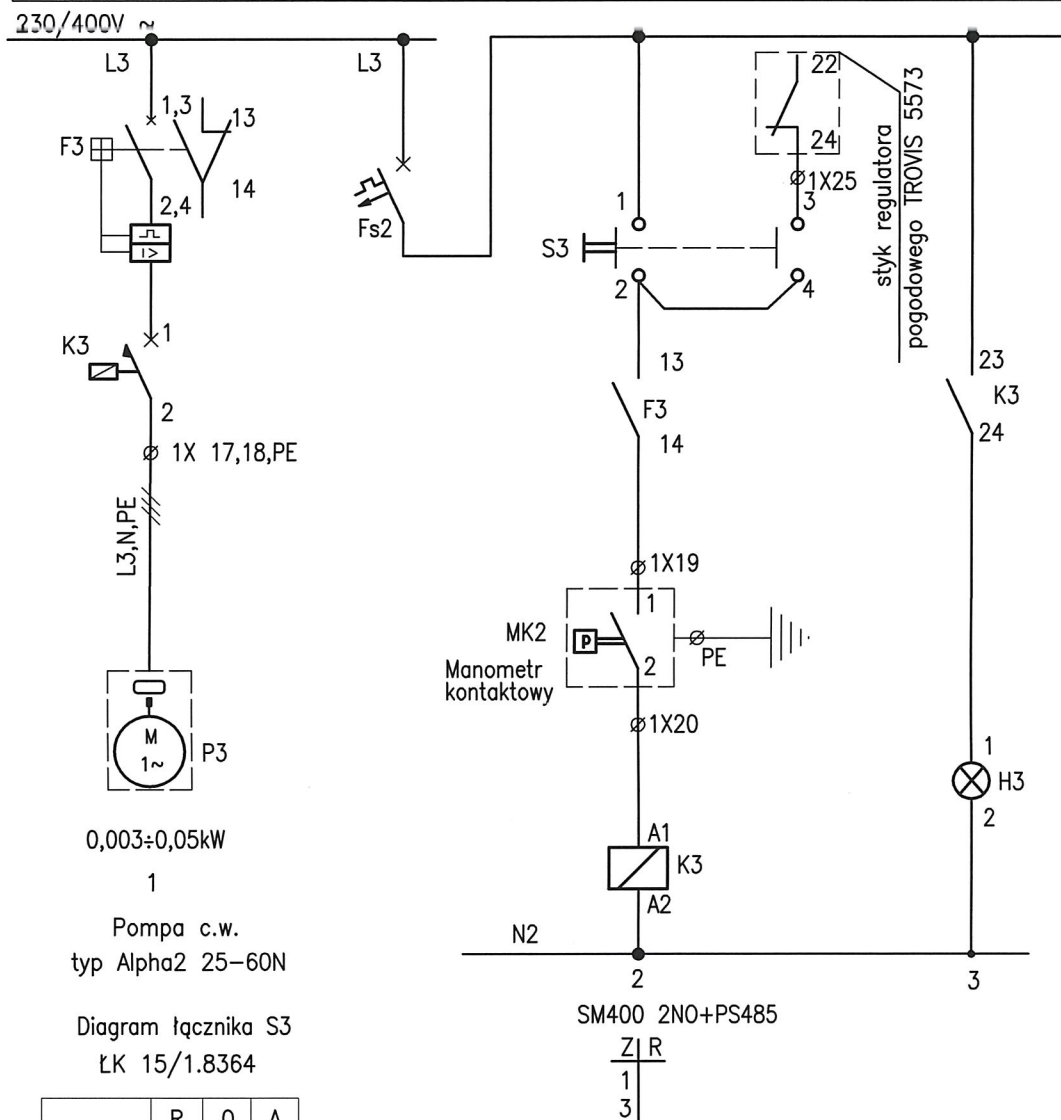 230/400V ~
L3
L3
1,3
13
F3
14
2,4
I>
K3
1
2
1X 17,18,PE
L3,N,PE
M
1~
P3
0,003÷0,05kW
1
Pompa c.w.
typ Alpha2 25-60N
Diagram łącznika S3
ŁK 15/1.8364
R O A
Fs2
22
24
1X25
styk regulatora
pogodowego TROVIS 5573
1
3
S3
2
4
13
F3
14
1X19
1
MK2
P
2
PE
Manometr
kontaktowy
1X20
A1
K3
A2
N2
2
SM400 2NO+PS485
Z R
1
3
23
K3
24
1
H3
2
3